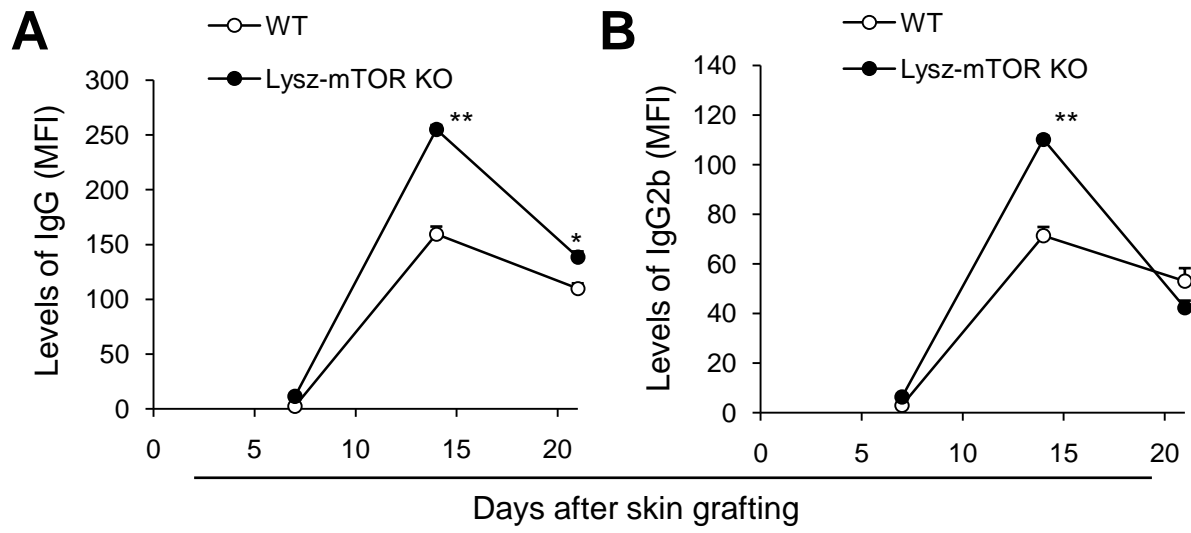 A
WT
Lysz-mTOR KO
Levels of IgG (MFI)
300
250
200
150
100
50
0
**
*
0 5 10 15 20
B
WT
Lysz-mTOR KO
Levels of IgG2b (MFI)
140
120
100
80
60
40
20
0
**
0 5 10 15 20
Days after skin grafting